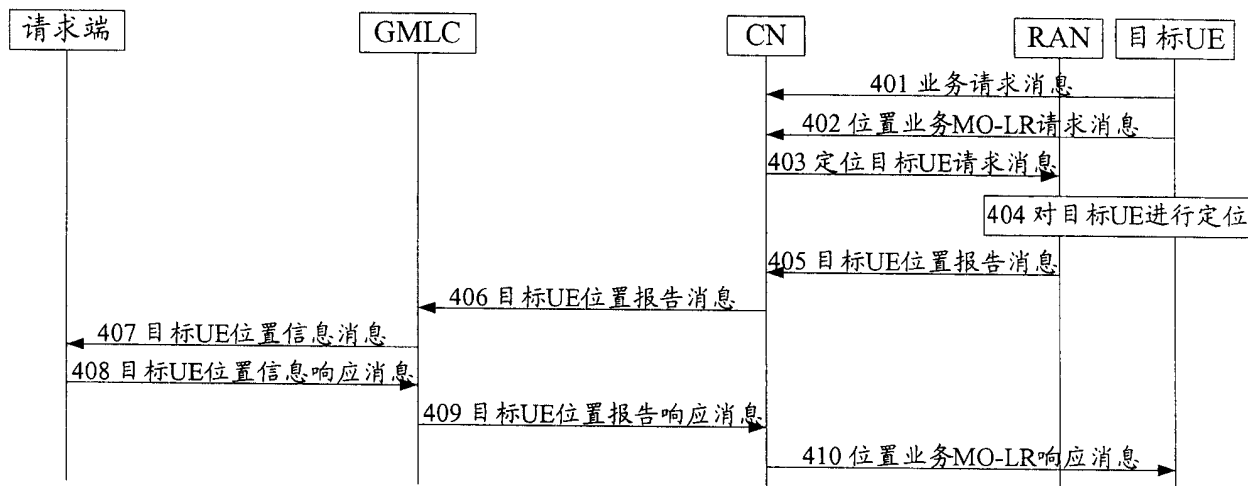 请求端
GMLC
CN
RAN
目标UE
401 业务请求消息
402 位置业务MO-LR请求消息
403 定位目标UE请求消息
404 对目标UE进行定位
405 目标UE位置报告消息
406 目标UE位置报告消息
407 目标UE位置信息消息
408 目标UE位置信息响应消息
409 目标UE位置报告响应消息
410 位置业务MO-LR响应消息